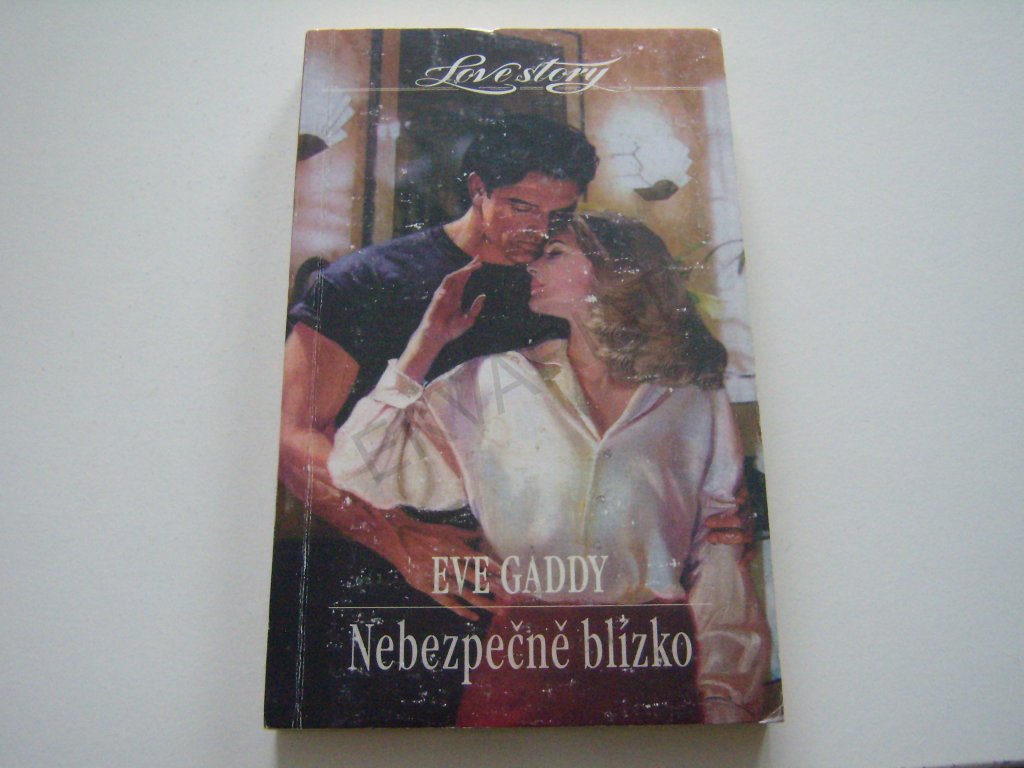 Love story
EVE GADDY
Nebezpečně blízko